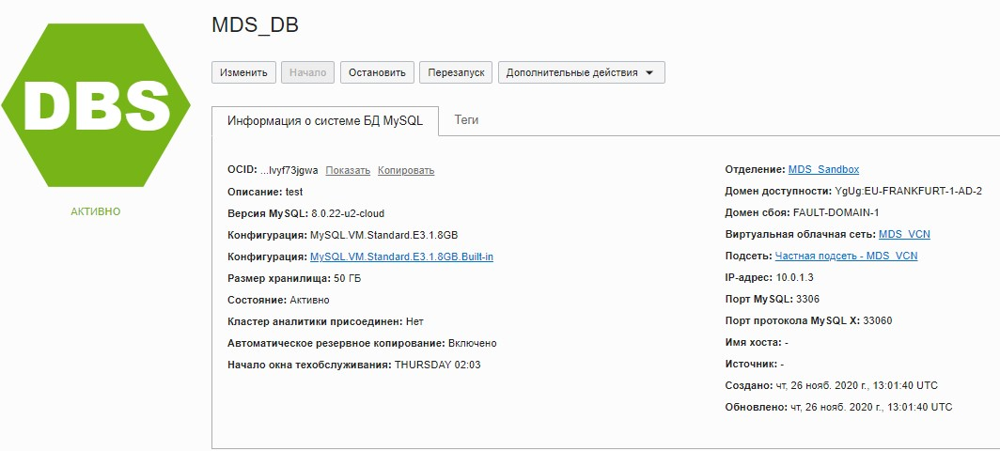 MDS_DB
DBS
АКТИВНО
Изменить Начало Остановить Перезапуск Дополнительные действия
Информация о системе БД MySQL Теги
OCID: ...lvyf73jgwa Показать Копировать
Описание: test
Версия MySQL: 8.0.22-u2-cloud
Конфигурация: MySQL.VM.Standard.E3.1.8GB
Конфигурация: MySQL.VM.Standard.E3.1.8GB.Built-in
Размер хранилища: 50 ГБ
Состояние: Активно
Кластер аналитики присоединен: Нет
Автоматическое резервное копирование: Включено
Начало окна техобслуживания: THURSDAY 02:03
Отделение: MDS_Sandbox
Домен доступности: YgUg:EU-FRANKFURT-1-AD-2
Домен сбоя: FAULT-DOMAIN-1
Виртуальная облачная сеть: MDS_VCN
Подсеть: Частная подсеть - MDS_VCN
IP-адрес: 10.0.1.3
Порт MySQL: 3306
Порт протокола MySQL X: 33060
Имя хоста: -
Источник: -
Создано: чт, 26 нояб. 2020 г., 13:01:40 UTC
Обновлено: чт, 26 нояб. 2020 г., 13:01:40 UTC